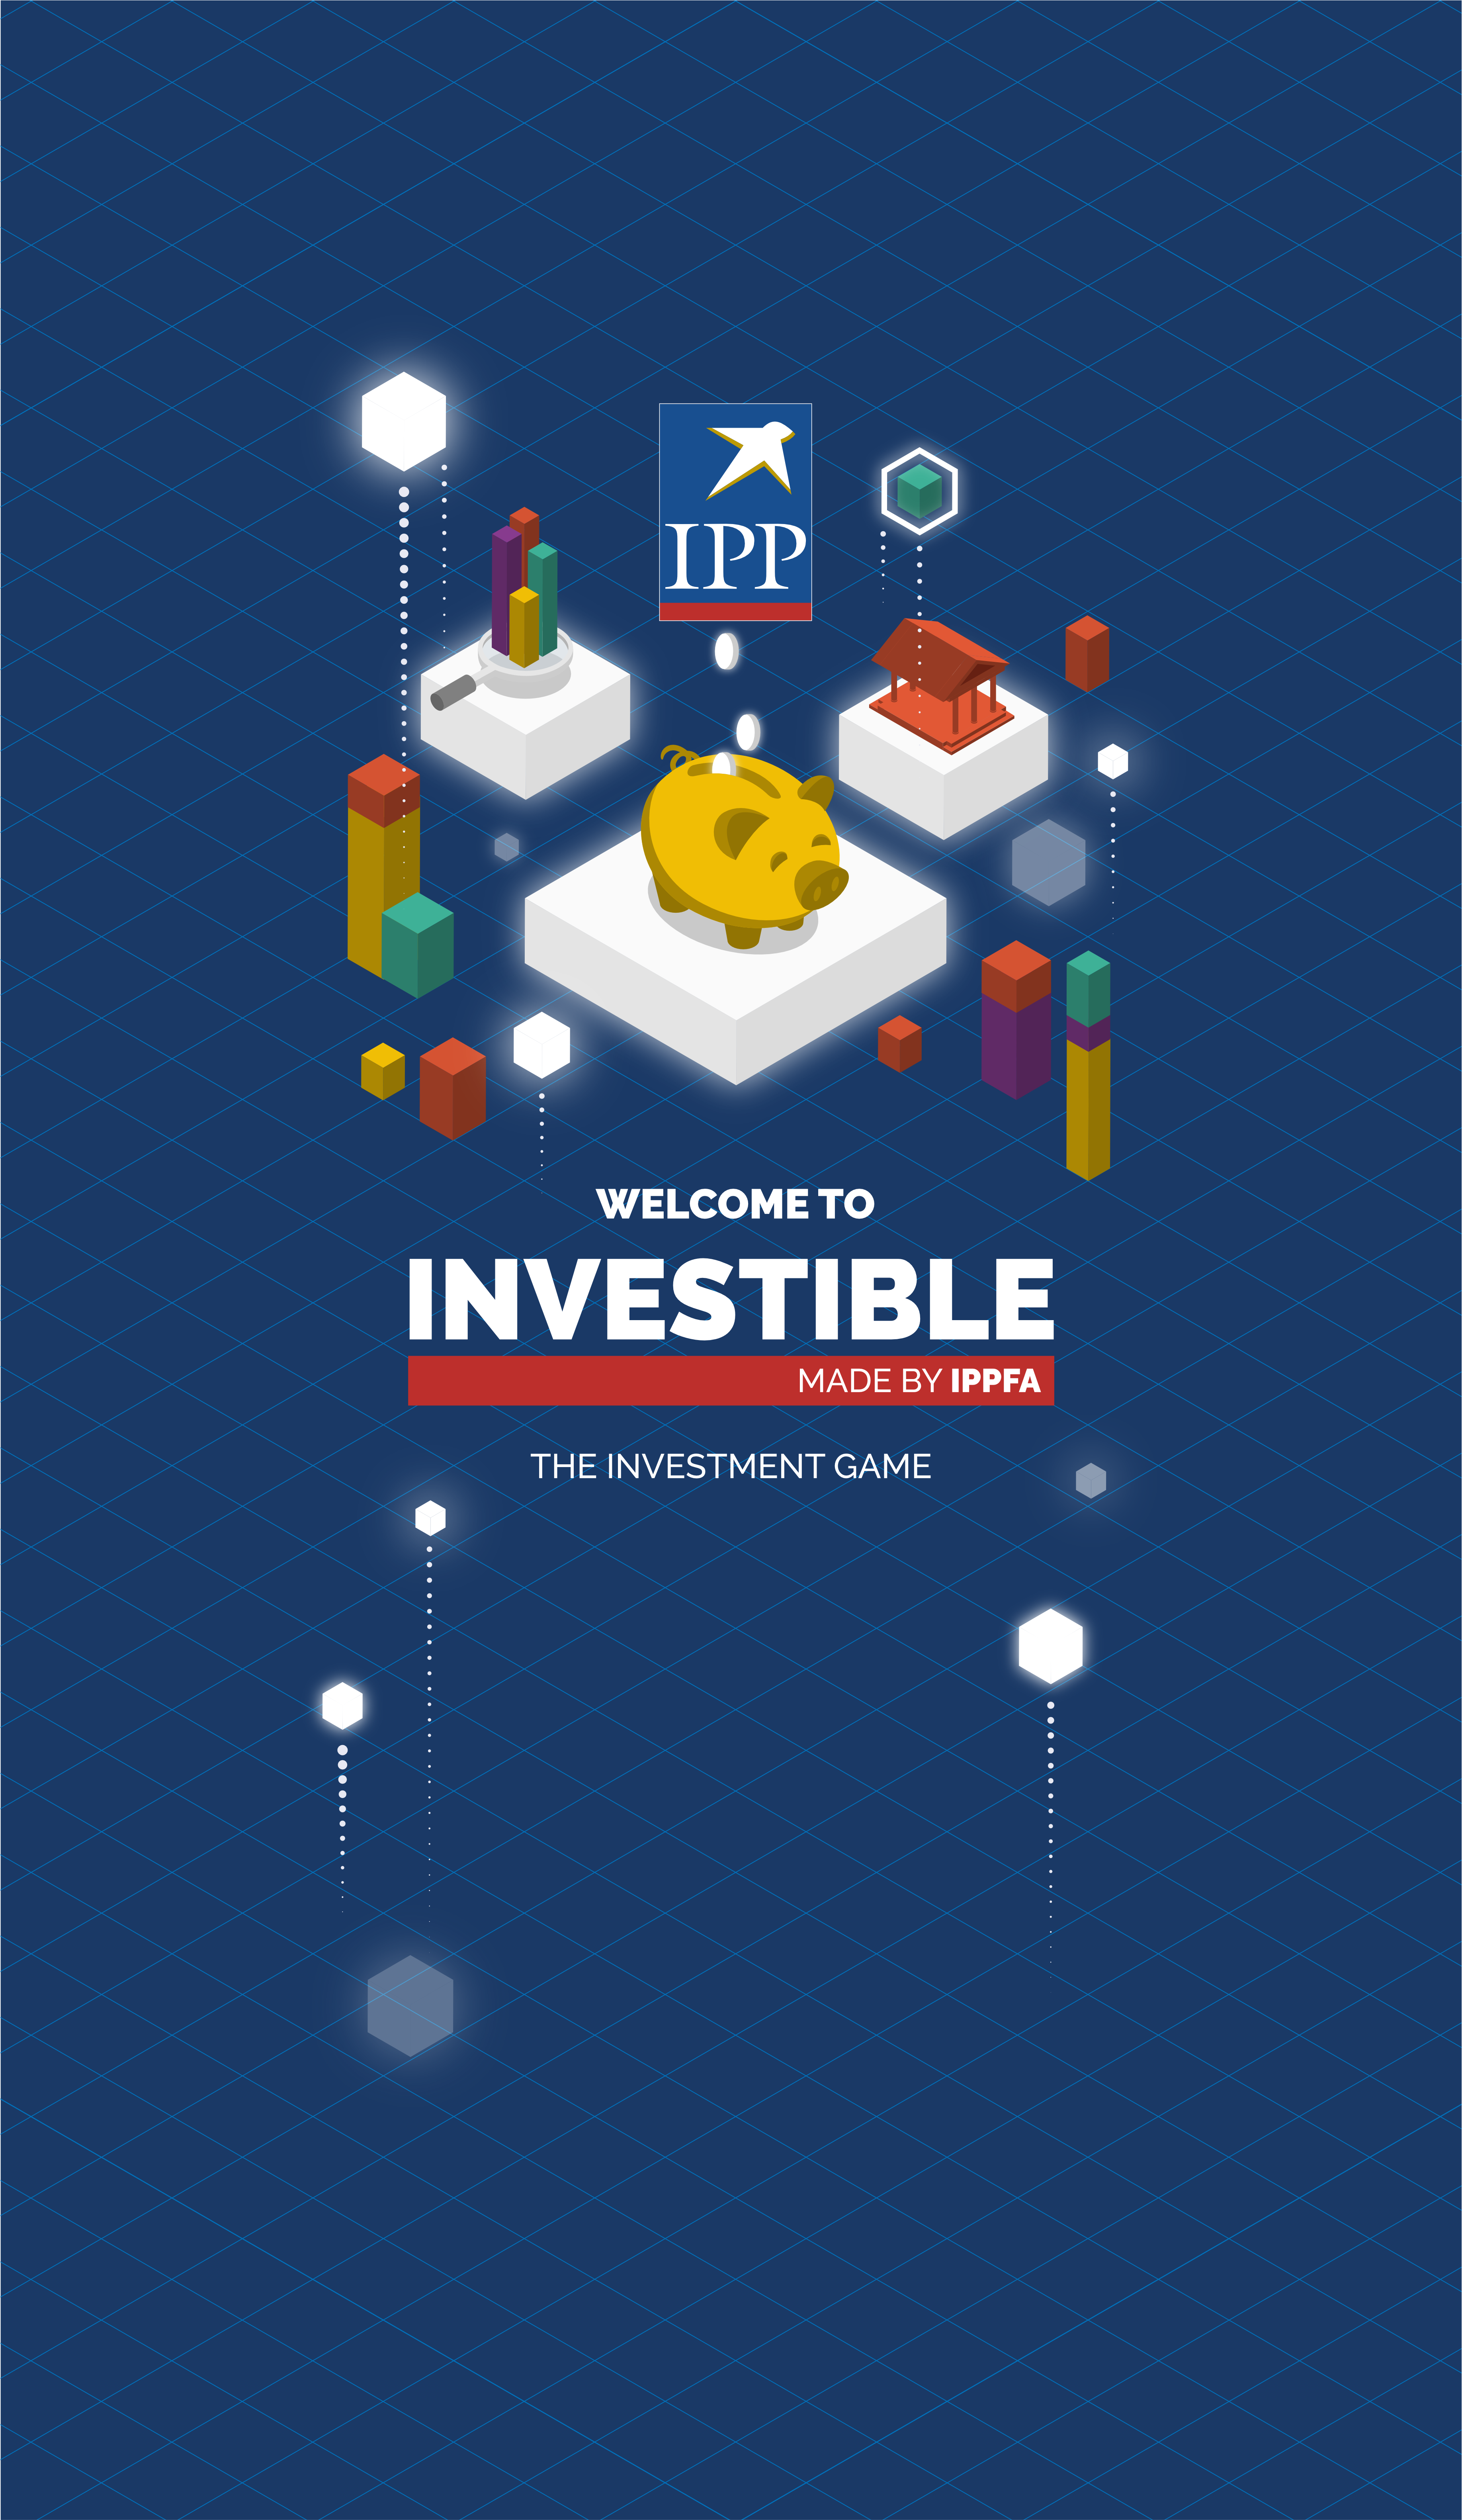 IPP
WELCOME TO
INVESTIBLE
MADE BY IPPFA
THE INVESTMENT GAME